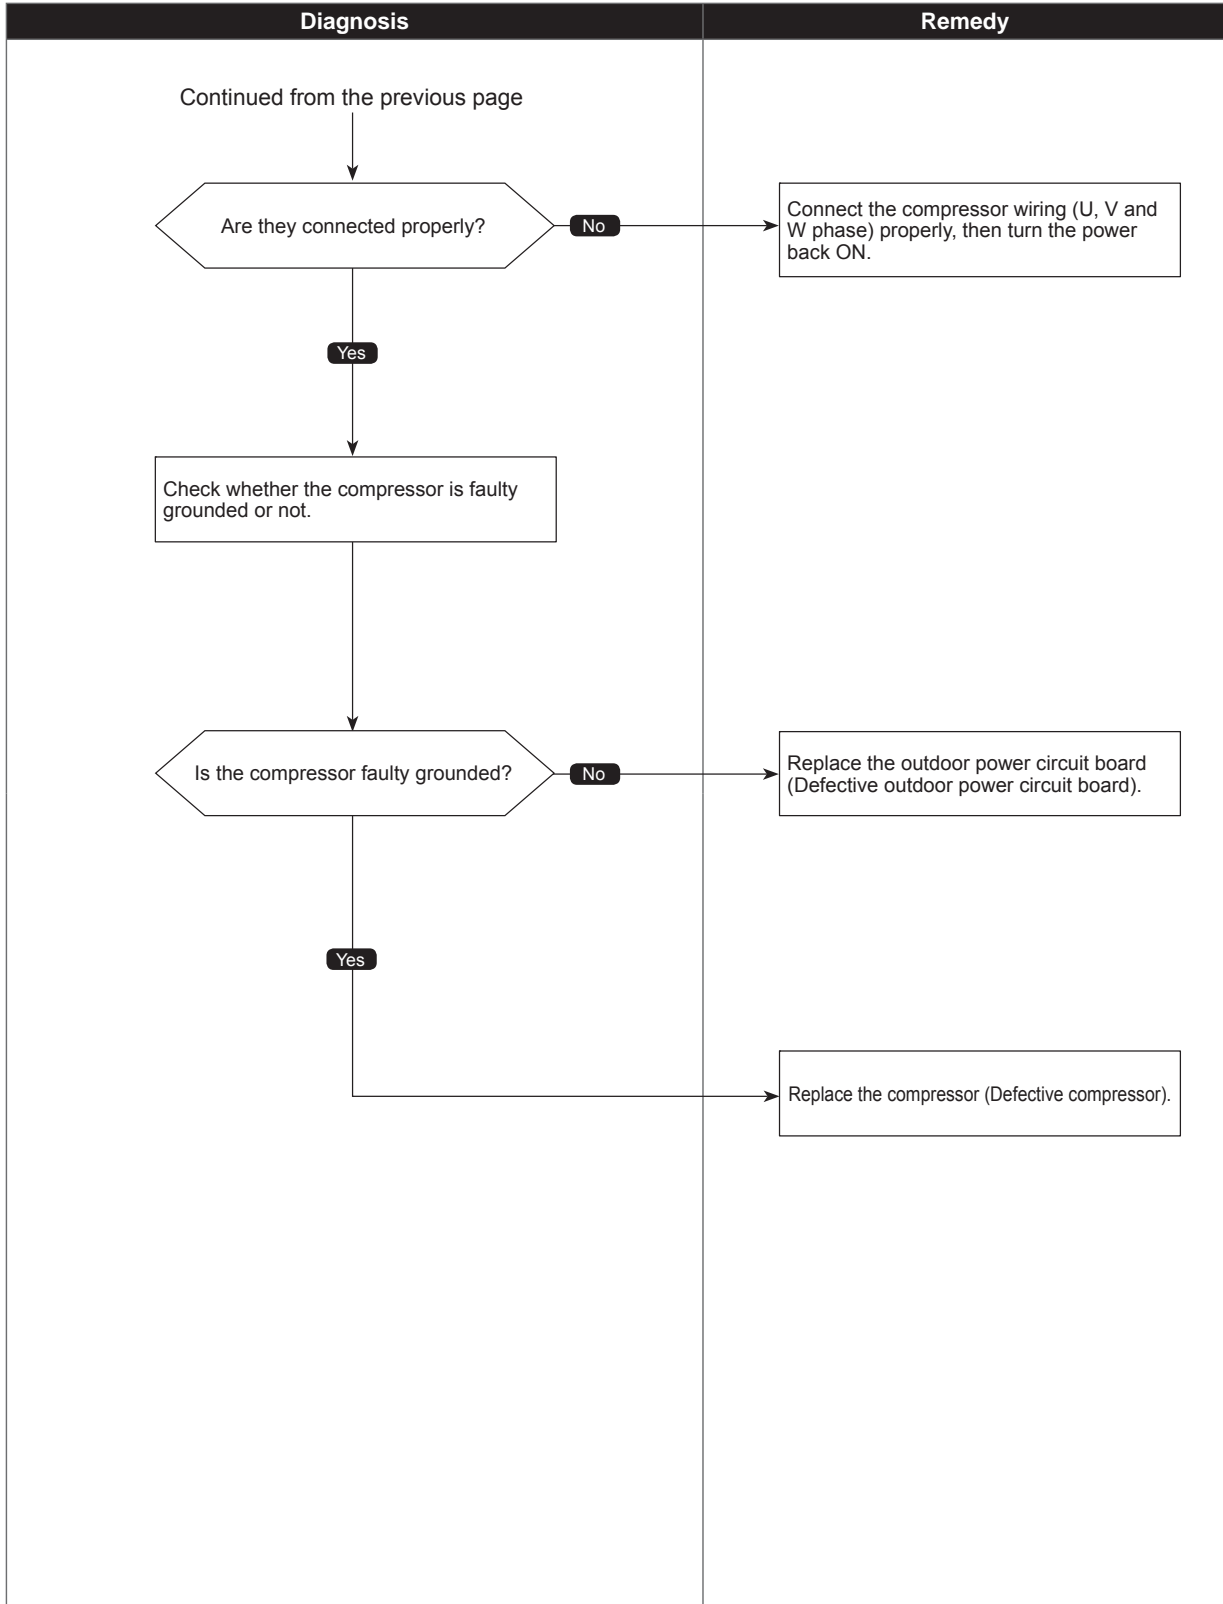 Diagnosis
Remedy
Continued from the previous page
Are they connected properly?
No
Connect the compressor wiring (U, V and
W phase) properly, then turn the power
back ON.
Yes
Check whether the compressor is faulty
grounded or not.
Is the compressor faulty grounded?
No
Replace the outdoor power circuit board
(Defective outdoor power circuit board).
Yes
Replace the compressor (Defective compressor).